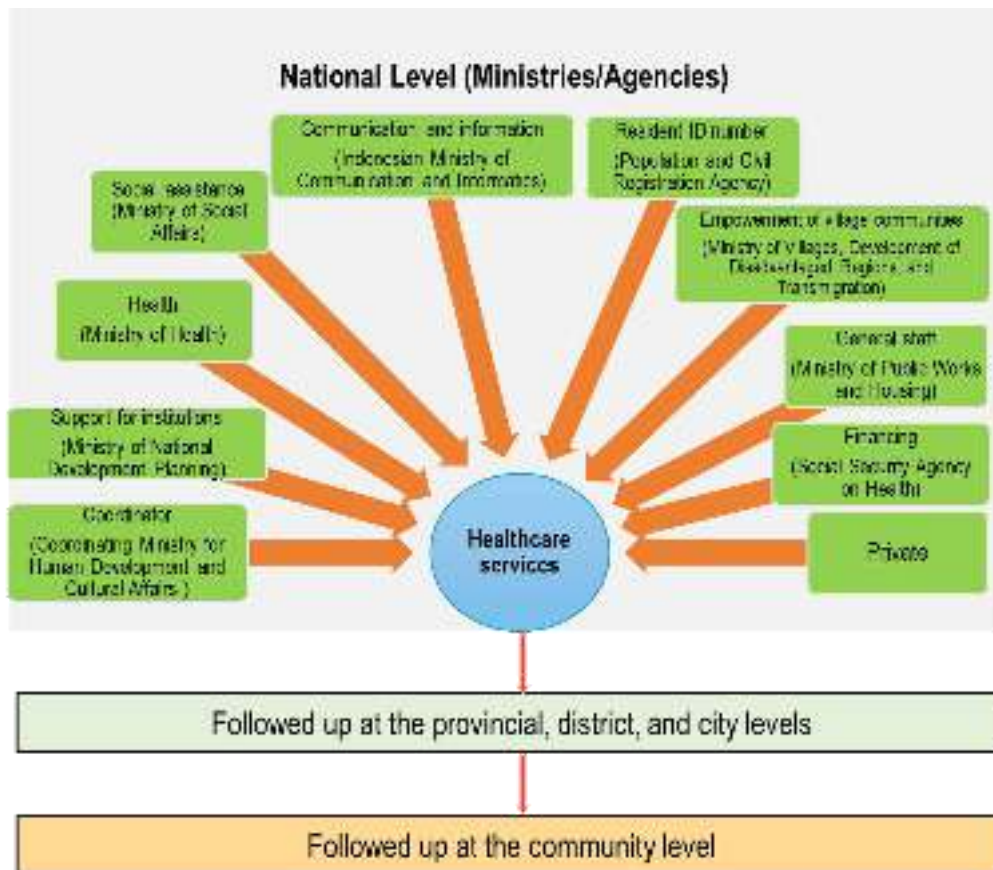 National Level (Ministries/Agencies)
Communication and information
(Indonesian Ministry of
Communication and Informatics)
Resident ID number
(Population and Civil
Registration Agency)
Social assistance
(Ministry of Social
Affairs)
Empowerment of village communities
(Ministry of Villages, Development of
Disadvantaged Regions, and
Transmigration)
Health
(Ministry of Health)
General staff
(Ministry of Public Works
and Housing)
Support for institutions
(Ministry of National
Development Planning)
Financing
(Social Security Agency
on Health)
Coordinator
(Coordinating Ministry for
Human Development and
Cultural Affairs )
Healthcare
services
Private
Followed up at the provincial, district, and city levels
Followed up at the community level